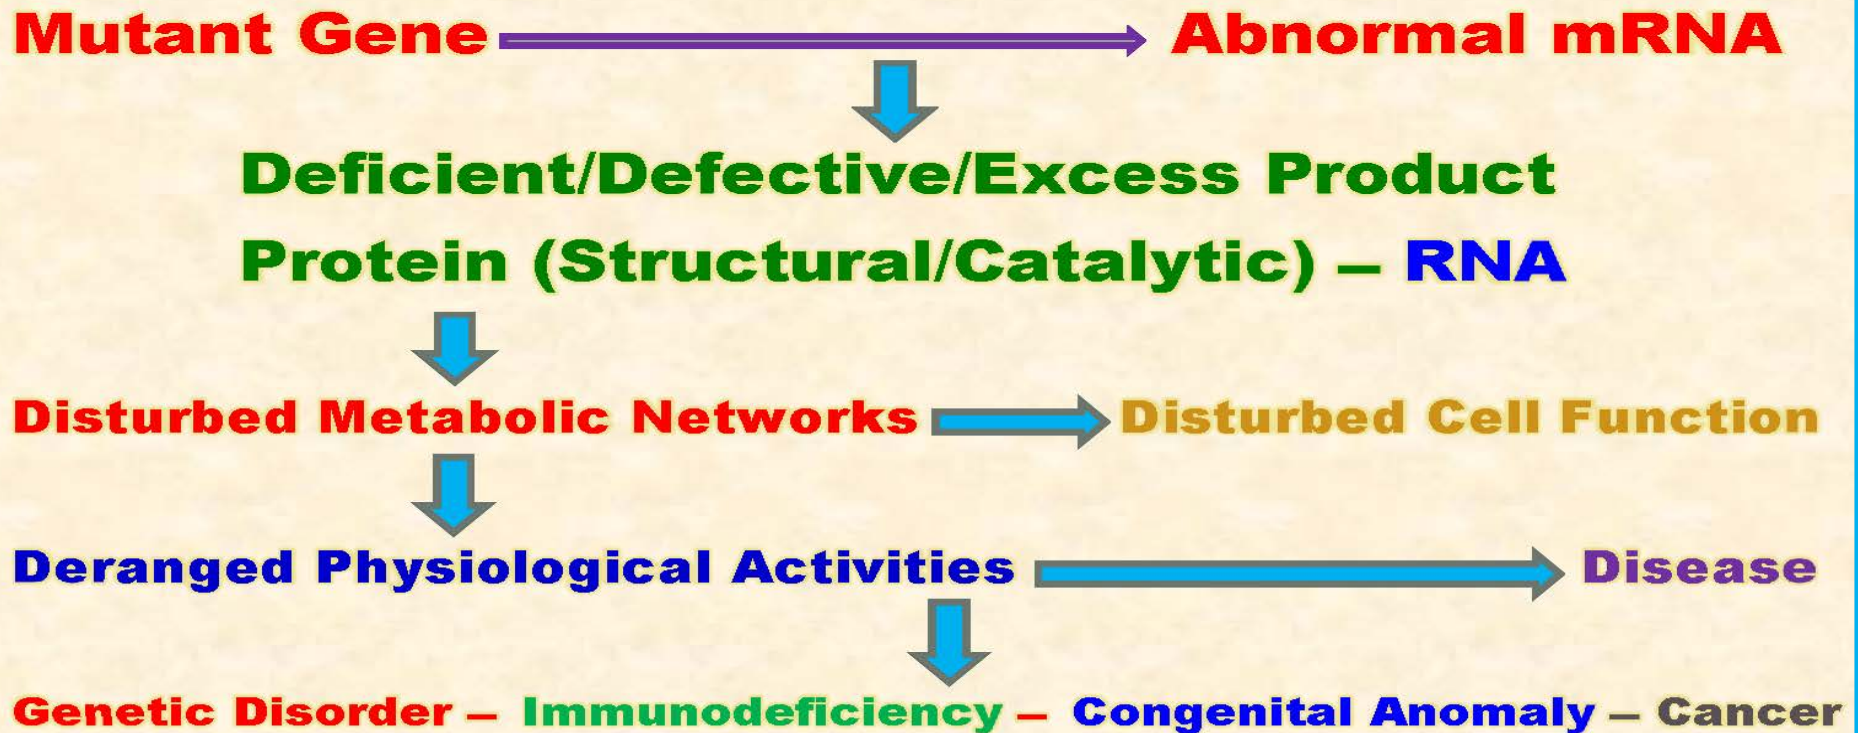 Mutant Gene Abnormal mRNA
Deficient/Defective/Excess Product
Protein (Structural/Catalytic) – RNA
Disturbed Metabolic Networks Disturbed Cell Function
Deranged Physiological Activities Disease
Genetic Disorder – Immunodeficiency – Congenital Anomaly – Cancer